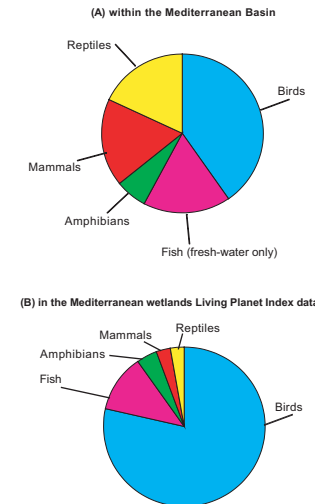 (A) within the Mediterranean Basin
Reptiles
Birds
Mammals
Amphibians
Fish (fresh-water only)
(B) in the Mediterranean wetlands Living Planet Index data
Reptiles
Mammals
Amphibians
Fish
Birds